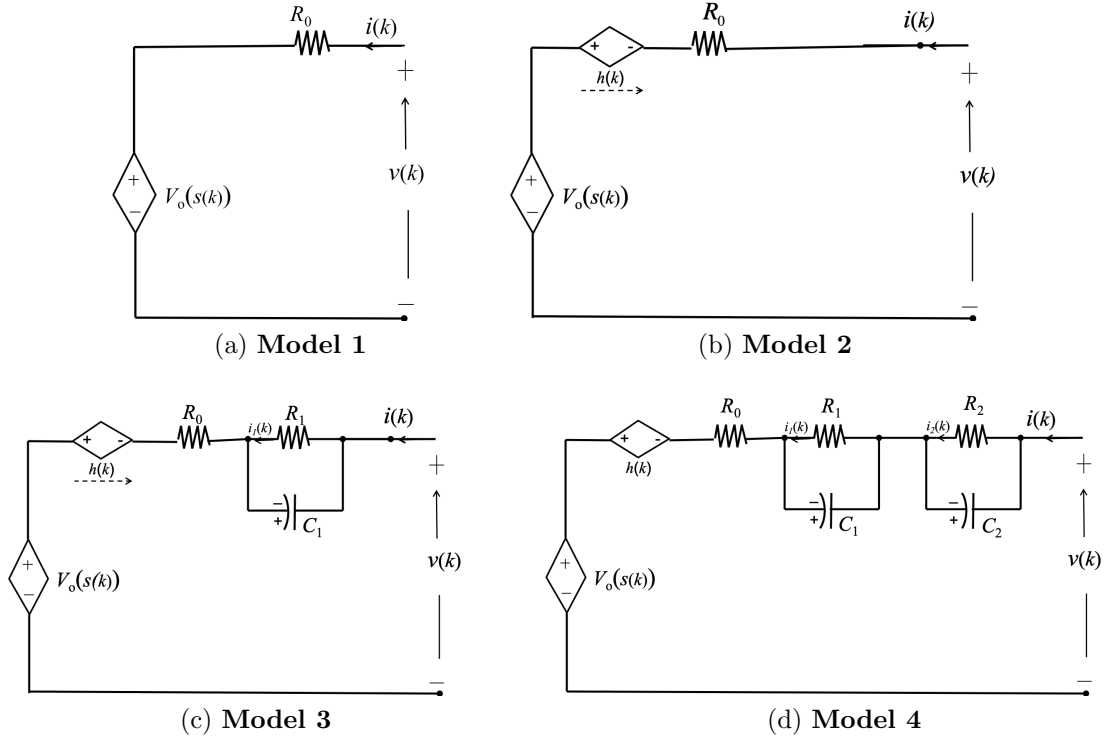 R₀
i(k)
+
v(k)
−
+
−
Vₒ(s(k))
(a) Model 1
+ -
h(k)
R₀
i(k)
+
v(k)
−
+
−
Vₒ(s(k))
(b) Model 2
+ -
h(k)
R₀
i₁(k)
R₁
i(k)
−
+
C₁
+
v(k)
−
+
−
Vₒ(s(k))
(c) Model 3
+ -
h(k)
R₀
i₁(k)
R₁
i₂(k)
R₂
i(k)
−
+
C₁
−
+
C₂
+
v(k)
−
+
−
Vₒ(s(k))
(d) Model 4